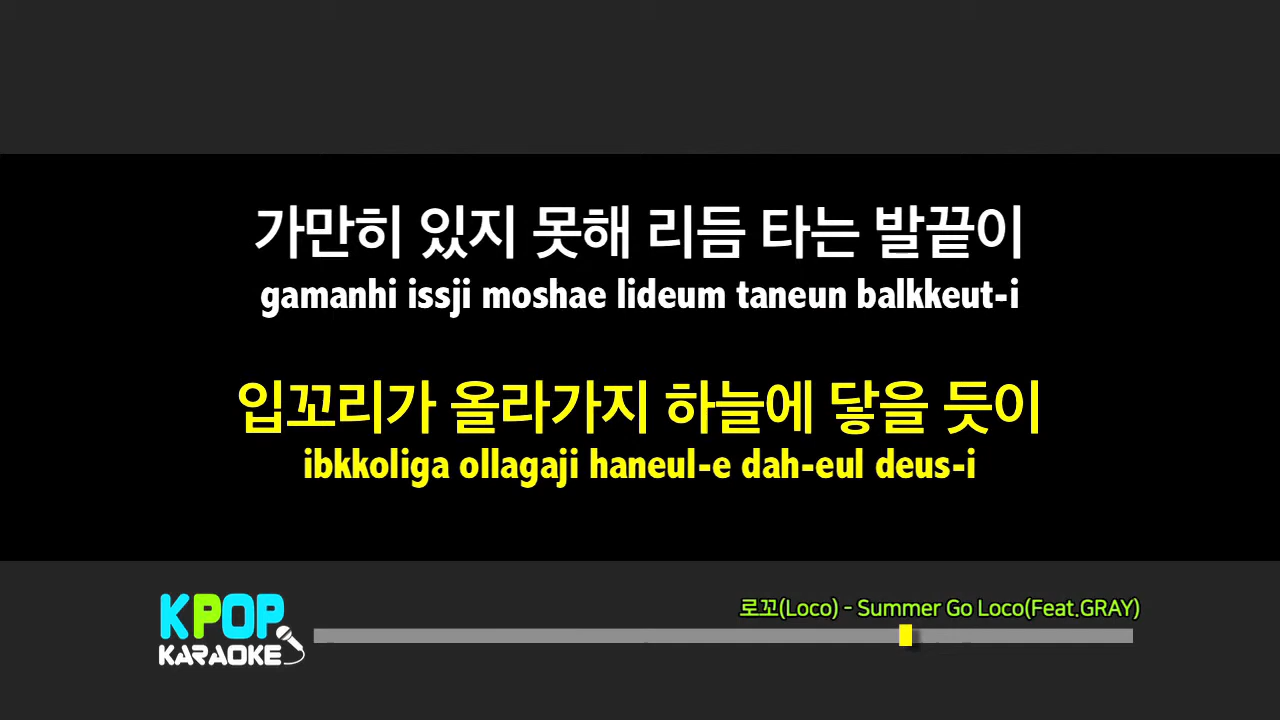 가만히 있지 못해 리듬 타는 발끝이
gamanhi issji moshae lideum taneun balkkeut-i
입꼬리가 올라가지 하늘에 닿을 듯이
ibkkoliga ollagaji haneul-e dah-eul deus-i
로꼬(Loco) - Summer Go Loco(Feat.GRAY)
KPOP
KARAOKE